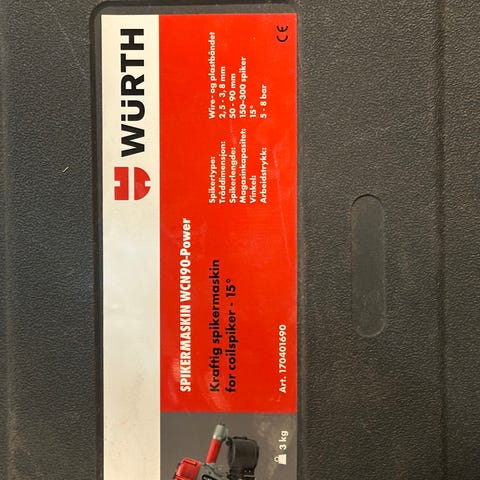 WÜRTH
SPIKERMASKIN WCN90-Power
Kraftig spikermaskin
for coilspiker - 15°
Art. 170401690
Spikertype: Wire- og plastbåndet
Tråddimensjon: 2,5 - 3,8 mm
Spikerlengde: 50 - 90 mm
Magasinkapasitet: 150-300 spiker
Vinkel: 15°
Arbeidstrykk: 5 - 8 bar
CE
3 kg